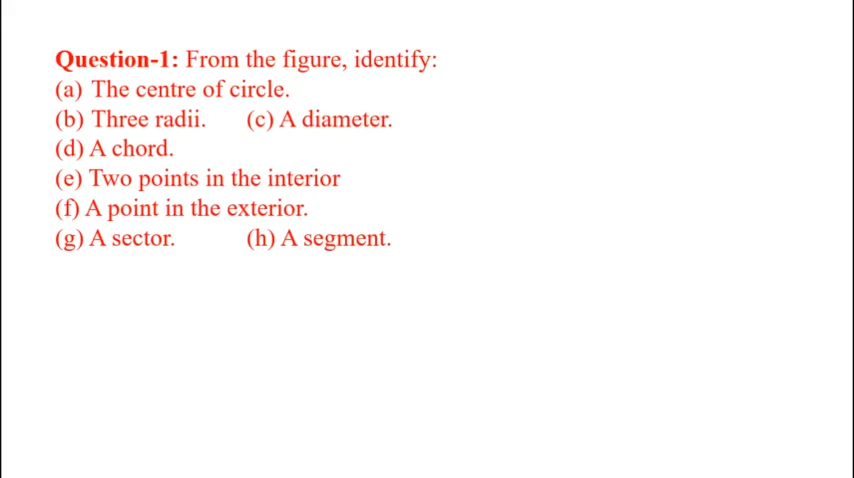 Question-1: From the figure, identify:
(a) The centre of circle.
(b) Three radii. (c) A diameter.
(d) A chord.
(e) Two points in the interior
(f) A point in the exterior.
(g) A sector. (h) A segment.